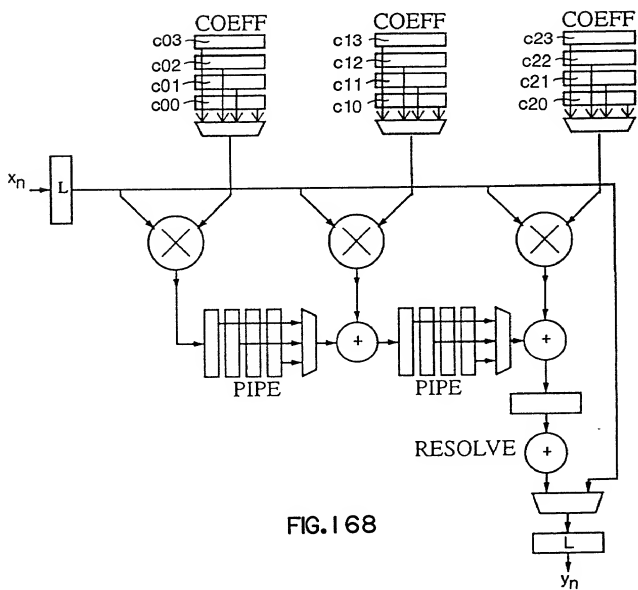 COEFF COEFF COEFF
c03 c13 c23
c02 c12 c22
c01 c11 c21
c00 c10 c20
xn L
PIPE PIPE
+ +
RESOLVE +
FIG.168
L
yn